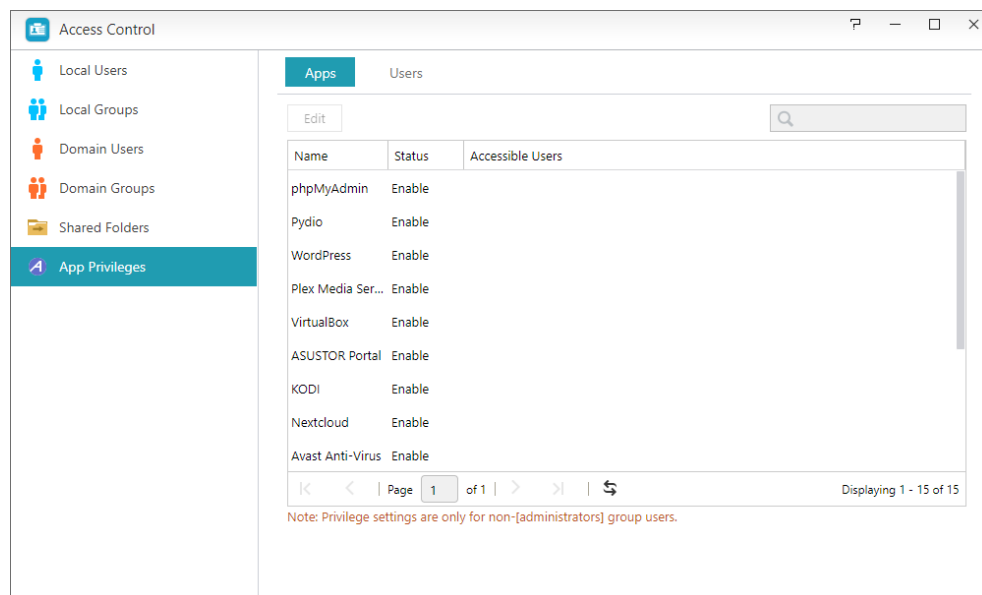 Access Control
Local Users
Local Groups
Domain Users
Domain Groups
Shared Folders
App Privileges
Apps Users
Edit
Name Status Accessible Users
phpMyAdmin Enable
Pydio Enable
WordPress Enable
Plex Media Ser... Enable
VirtualBox Enable
ASUSTOR Portal Enable
KODI Enable
Nextcloud Enable
Avast Anti-Virus Enable
Page 1 of 1 Displaying 1 - 15 of 15
Note: Privilege settings are only for non-[administrators] group users.